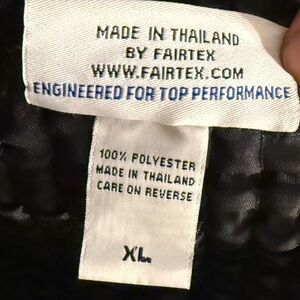 MADE IN THAILAND
BY FAIRTEX
WWW.FAIRTEX.COM
ENGINEERED FOR TOP PERFORMANCE
100% POLYESTER
MADE IN THAILAND
CARE ON REVERSE
XL